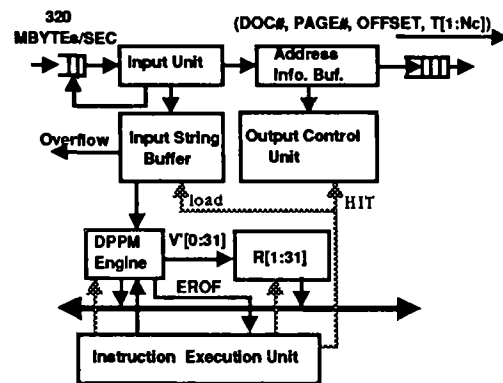 320
MBYTEs/SEC
(DOC#, PAGE#, OFFSET, T[1:Nc])
Input Unit
Address
Info. Buf.
Overflow
Input String
Buffer
Output Control
Unit
load
HIT
DPPM
Engine
V'[0:31]
R[1:31]
EROF
Instruction Execution Unit